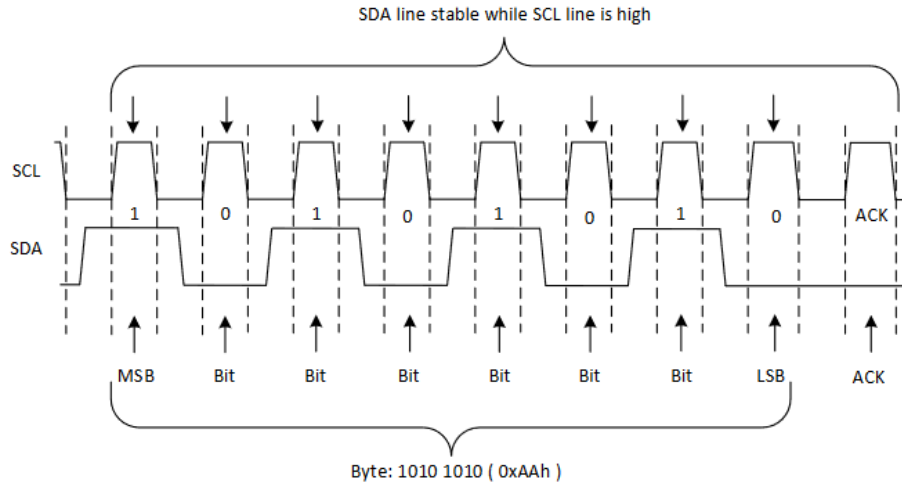 SDA line stable while SCL line is high
SCL
1 0 1 0 1 0 1 0 ACK
SDA
MSB Bit Bit Bit Bit Bit Bit LSB ACK
Byte: 1010 1010 ( 0xAAh )